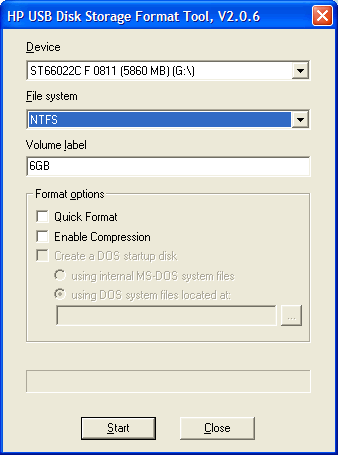 HP USB Disk Storage Format Tool, V2.0.6
Device
ST66022C F 0811 (5860 MB) (G:\)
File system
NTFS
Volume label
6GB
Format options
Quick Format
Enable Compression
Create a DOS startup disk
using internal MS-DOS system files
using DOS system files located at:
...
Start Close